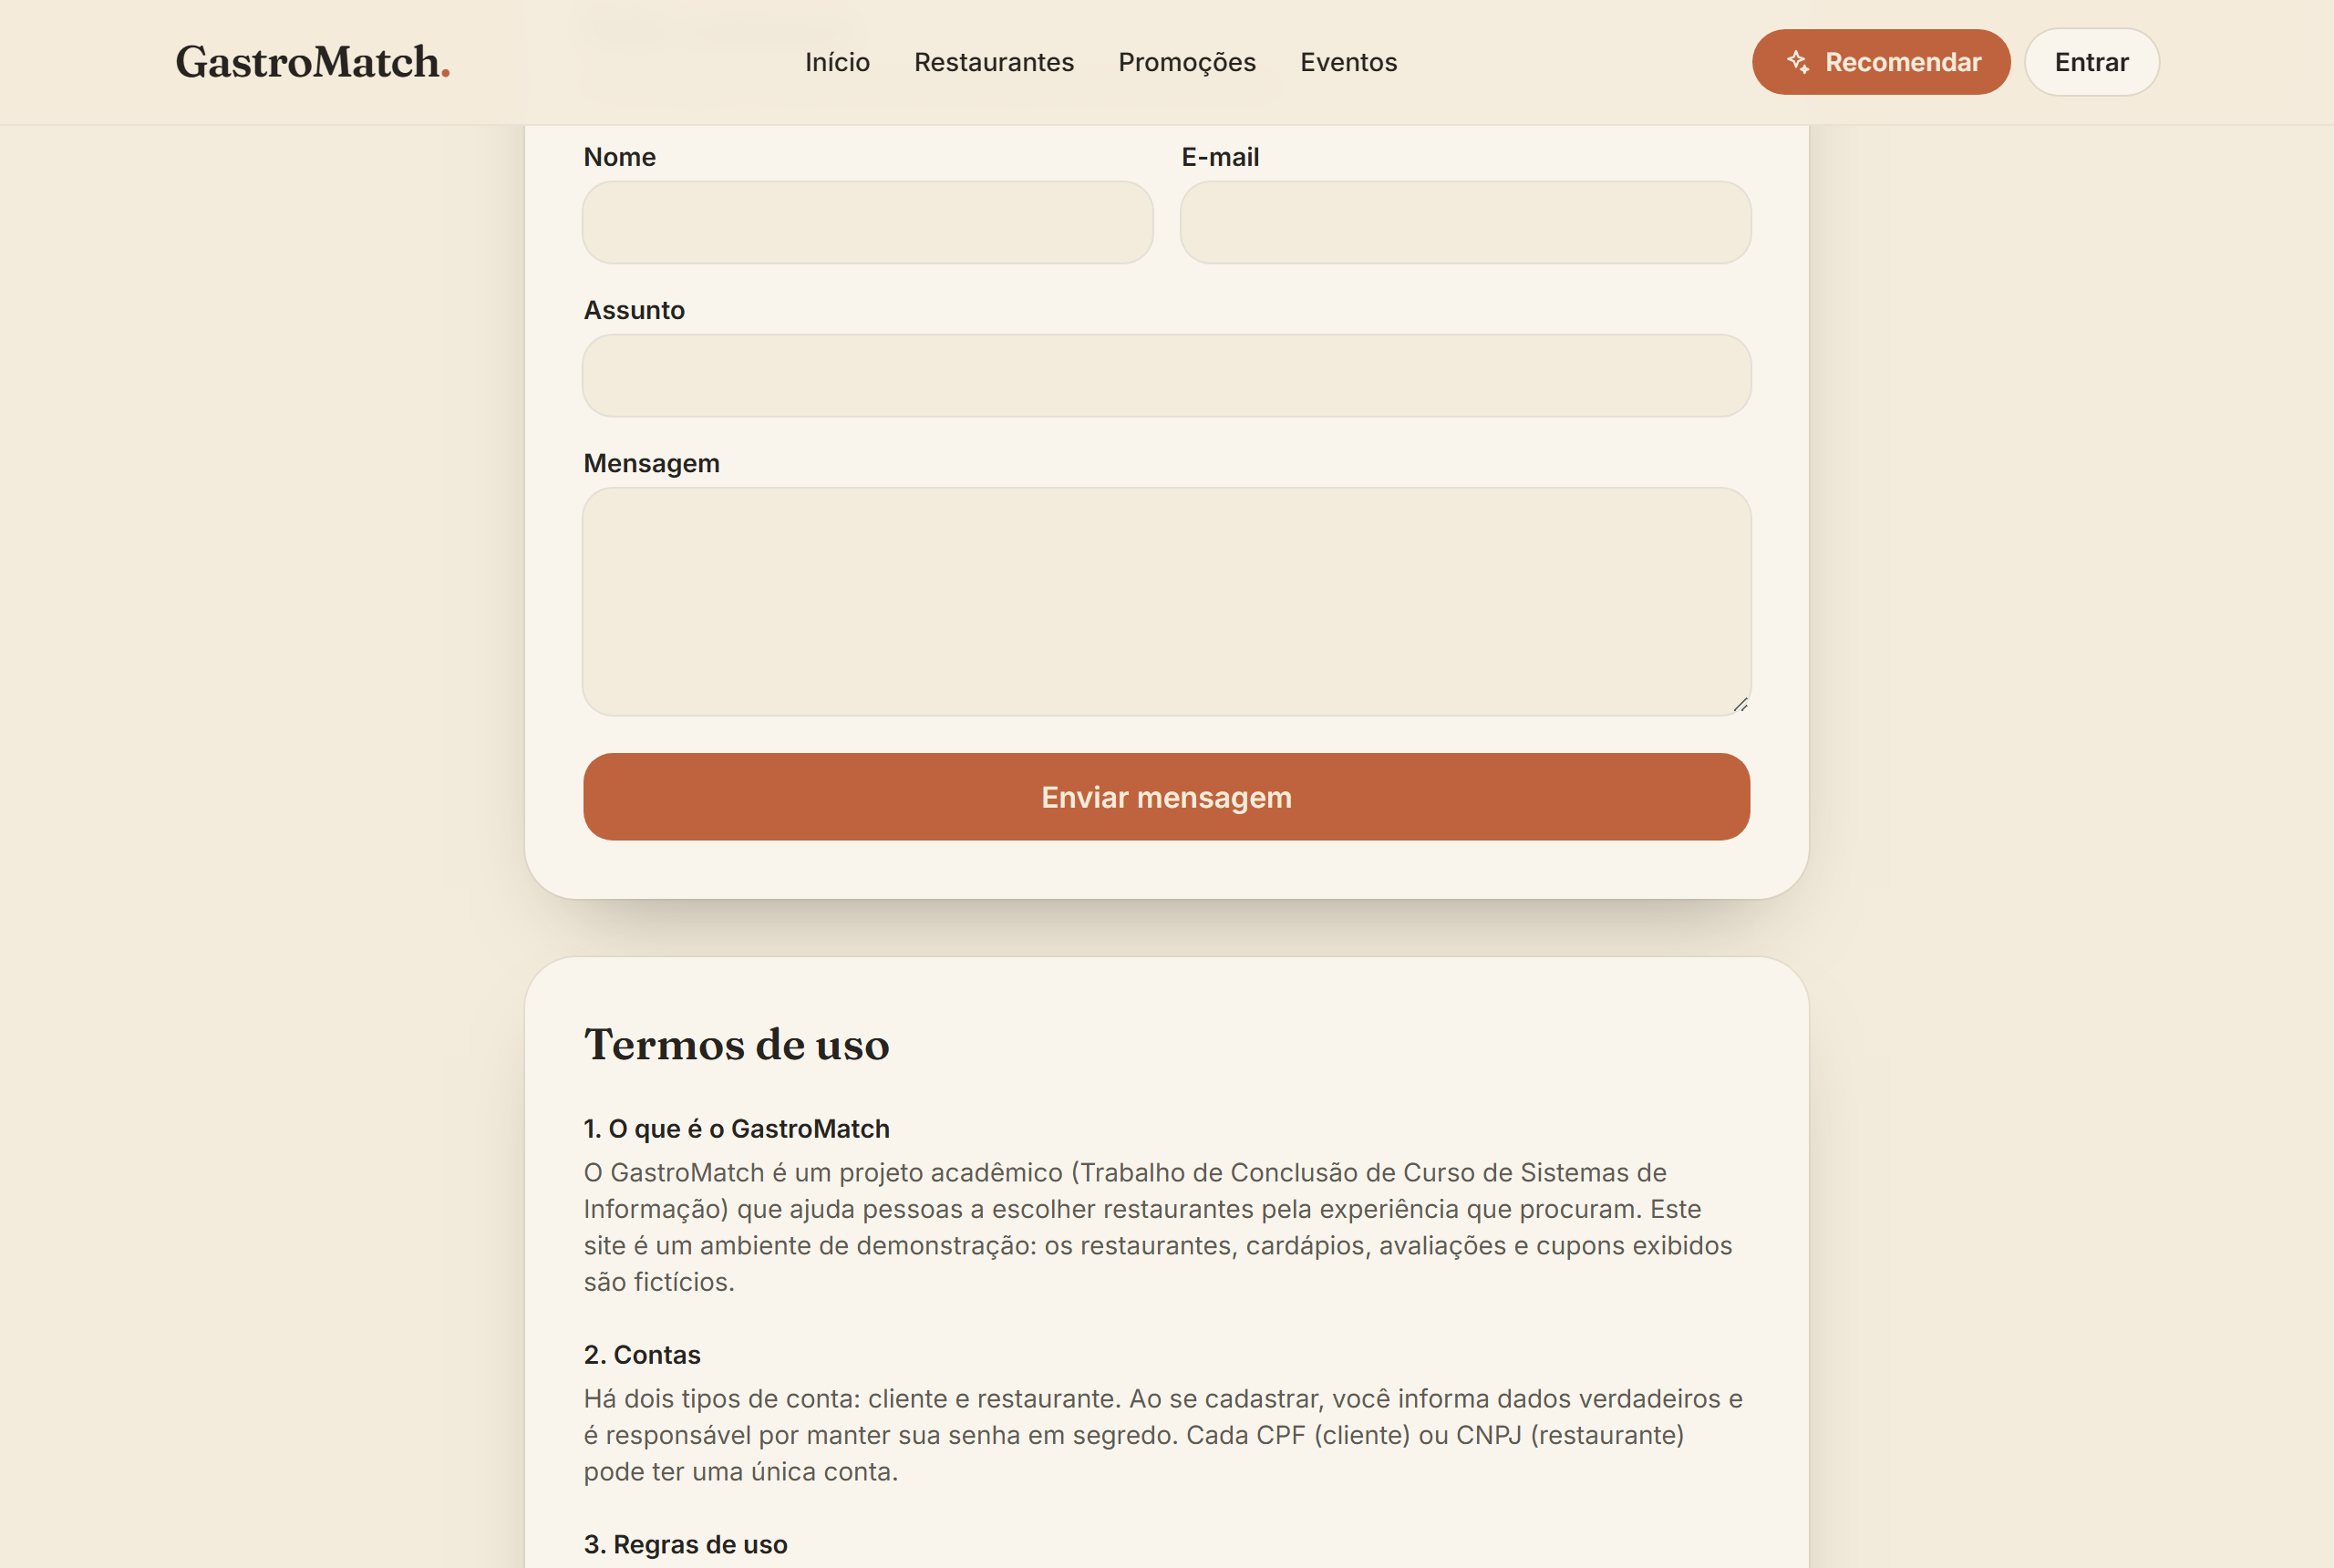 GastroMatch.
Início
Restaurantes
Promoções
Eventos
Recomendar
Entrar
Nome
E-mail
Assunto
Mensagem
Enviar mensagem
Termos de uso
1. O que é o GastroMatch
O GastroMatch é um projeto acadêmico (Trabalho de Conclusão de Curso de Sistemas de
Informação) que ajuda pessoas a escolher restaurantes pela experiência que procuram. Este
site é um ambiente de demonstração: os restaurantes, cardápios, avaliações e cupons exibidos
são fictícios.
2. Contas
Há dois tipos de conta: cliente e restaurante. Ao se cadastrar, você informa dados verdadeiros e
é responsável por manter sua senha em segredo. Cada CPF (cliente) ou CNPJ (restaurante)
pode ter uma única conta.
3. Regras de uso